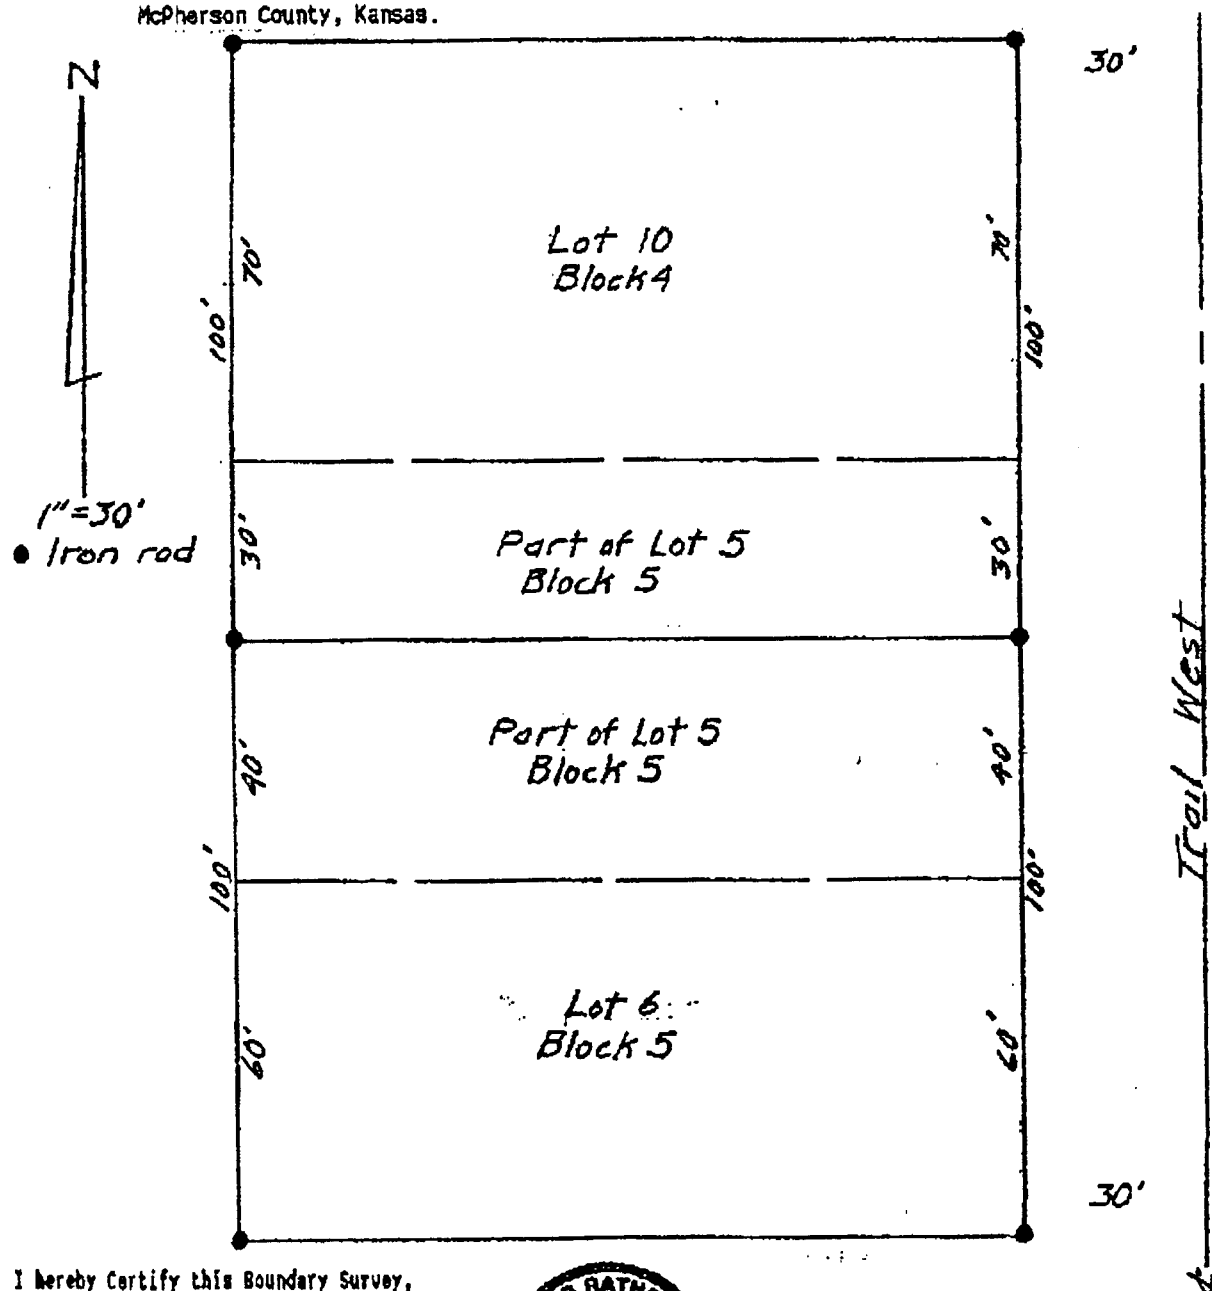 McPherson County, Kansas.
N
30'
70'
70'
Lot 10
Block 4
100'
100'
1"=30'
● Iron rod
30'
30'
Part of Lot 5
Block 5
Trail West
Part of Lot 5
Block 5
40'
40'
100'
100'
Lot 6
Block 5
60'
60'
30'
I hereby Certify this Boundary Survey,